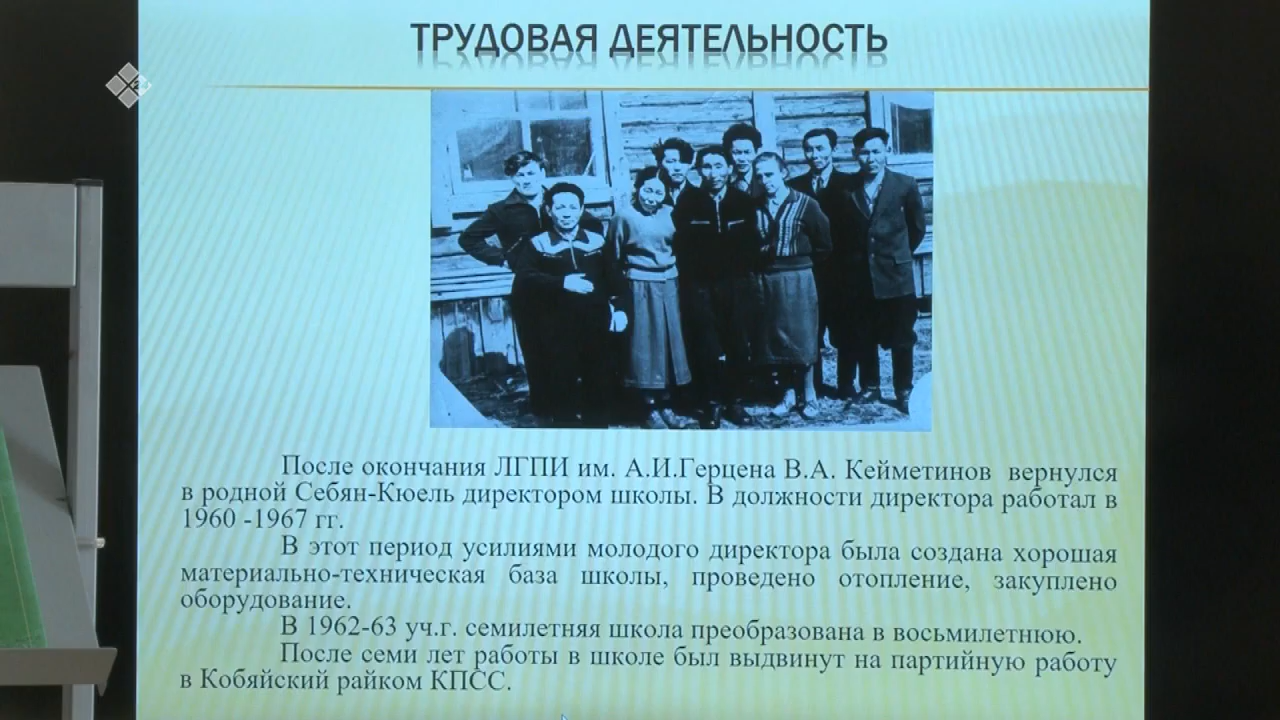 ТРУДОВАЯ ДЕЯТЕЛЬНОСТЬ
После окончания ЛГПИ им. А.И.Герцена В.А. Кейметинов вернулся
в родной Себян-Кюель директором школы. В должности директора работал в
1960 -1967 гг.
В этот период усилиями молодого директора была создана хорошая
материально-техническая база школы, проведено отопление, закуплено
оборудование.
В 1962-63 уч.г. семилетняя школа преобразована в восьмилетнюю.
После семи лет работы в школе был выдвинут на партийную работу
в Кобяйский райком КПСС.